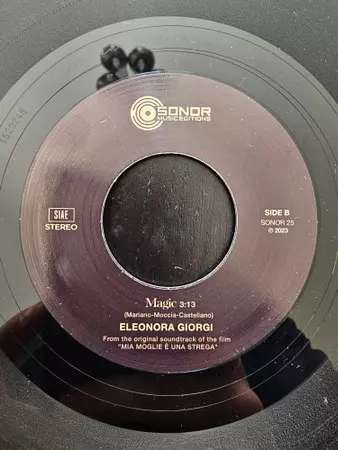 SONOR
MUSIC EDITIONS
SIAE
STEREO
SIDE B
SONOR 25
℗ 2023
Magic 3:13
(Mariano-Moccia-Castellano)
ELEONORA GIORGI
From the original soundtrack of the film
"MIA MOGLIE È UNA STREGA"